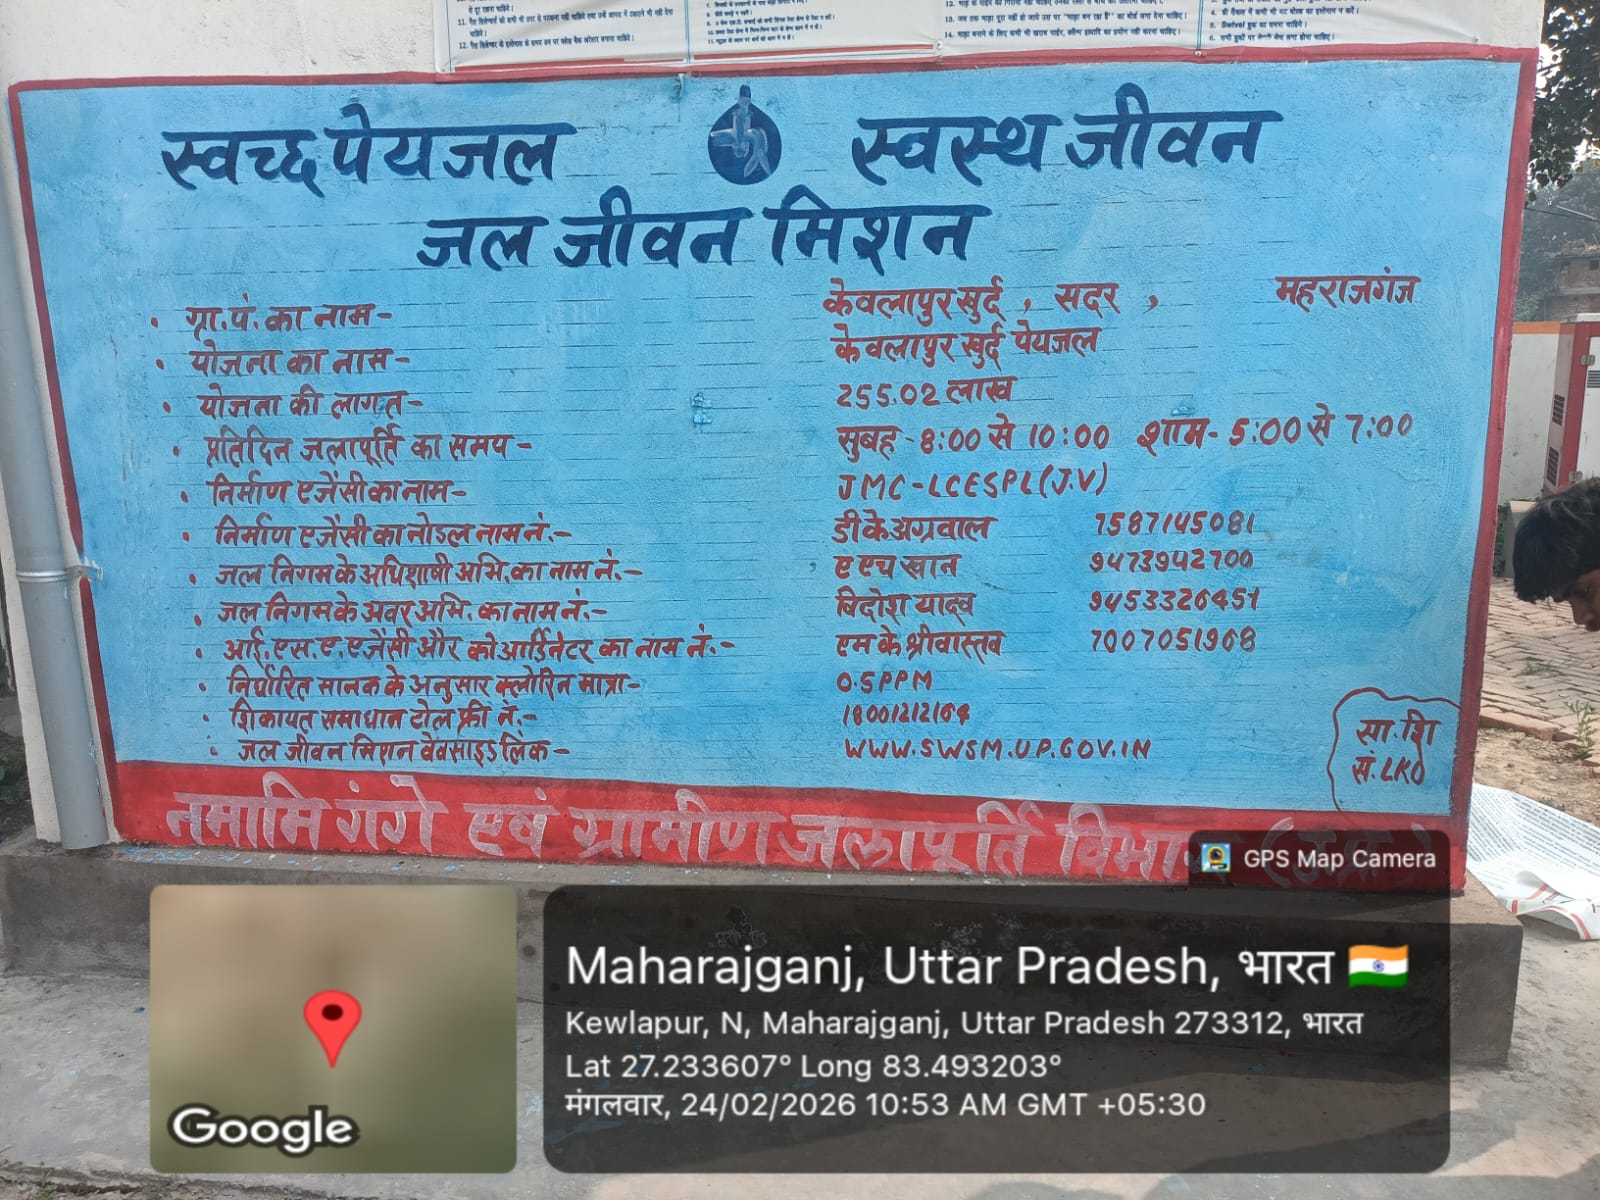 स्वच्छ पेयजल स्वस्थ जीवन
जल जीवन मिशन
• ग्रा.पं. का नाम- केवलापुर खुर्द , सदर , महराजगंज
• योजना का नाम- केवलापुर खुर्द पेयजल
• योजना की लागत- 255.02 लाख
• प्रतिदिन जलापूर्ति का समय- सुबह - 8:00 से 10:00 शाम- 5:00 से 7:00
• निर्माण एजेंसी का नाम- JMC-LCESPL(J.V)
• निर्माण एजेंसी का नोडल नाम नं.- डी के अग्रवाल 7587145081
• जल निगम के अधिशाषी अभि. का नाम नं.- ए एच खान 9473942700
• जल निगम के अवर अभि. का नाम नं.- यादव 9453326451
• आई.एस.ए. एजेंसी और को आर्डिनेटर का नाम नं.- एम के श्रीवास्तव 7007051968
• निर्धारित मानक के अनुसार क्लोरिन मात्रा- 0.5PPM
• शिकायत समाधान टोल फ्री नं.- 18001212164
• जल जीवन मिशन वेवसाइड लिंक- WWW.SWSM.UP.GOV.IN
सा.शि
सं.LKO
नमामि गंगे एवं ग्रामीण जलापूर्ति
GPS Map Camera
Maharajganj, Uttar Pradesh, भारत
Kewlapur, N, Maharajganj, Uttar Pradesh 273312, भारत
Lat 27.233607° Long 83.493203°
मंगलवार, 24/02/2026 10:53 AM GMT +05:30
Google